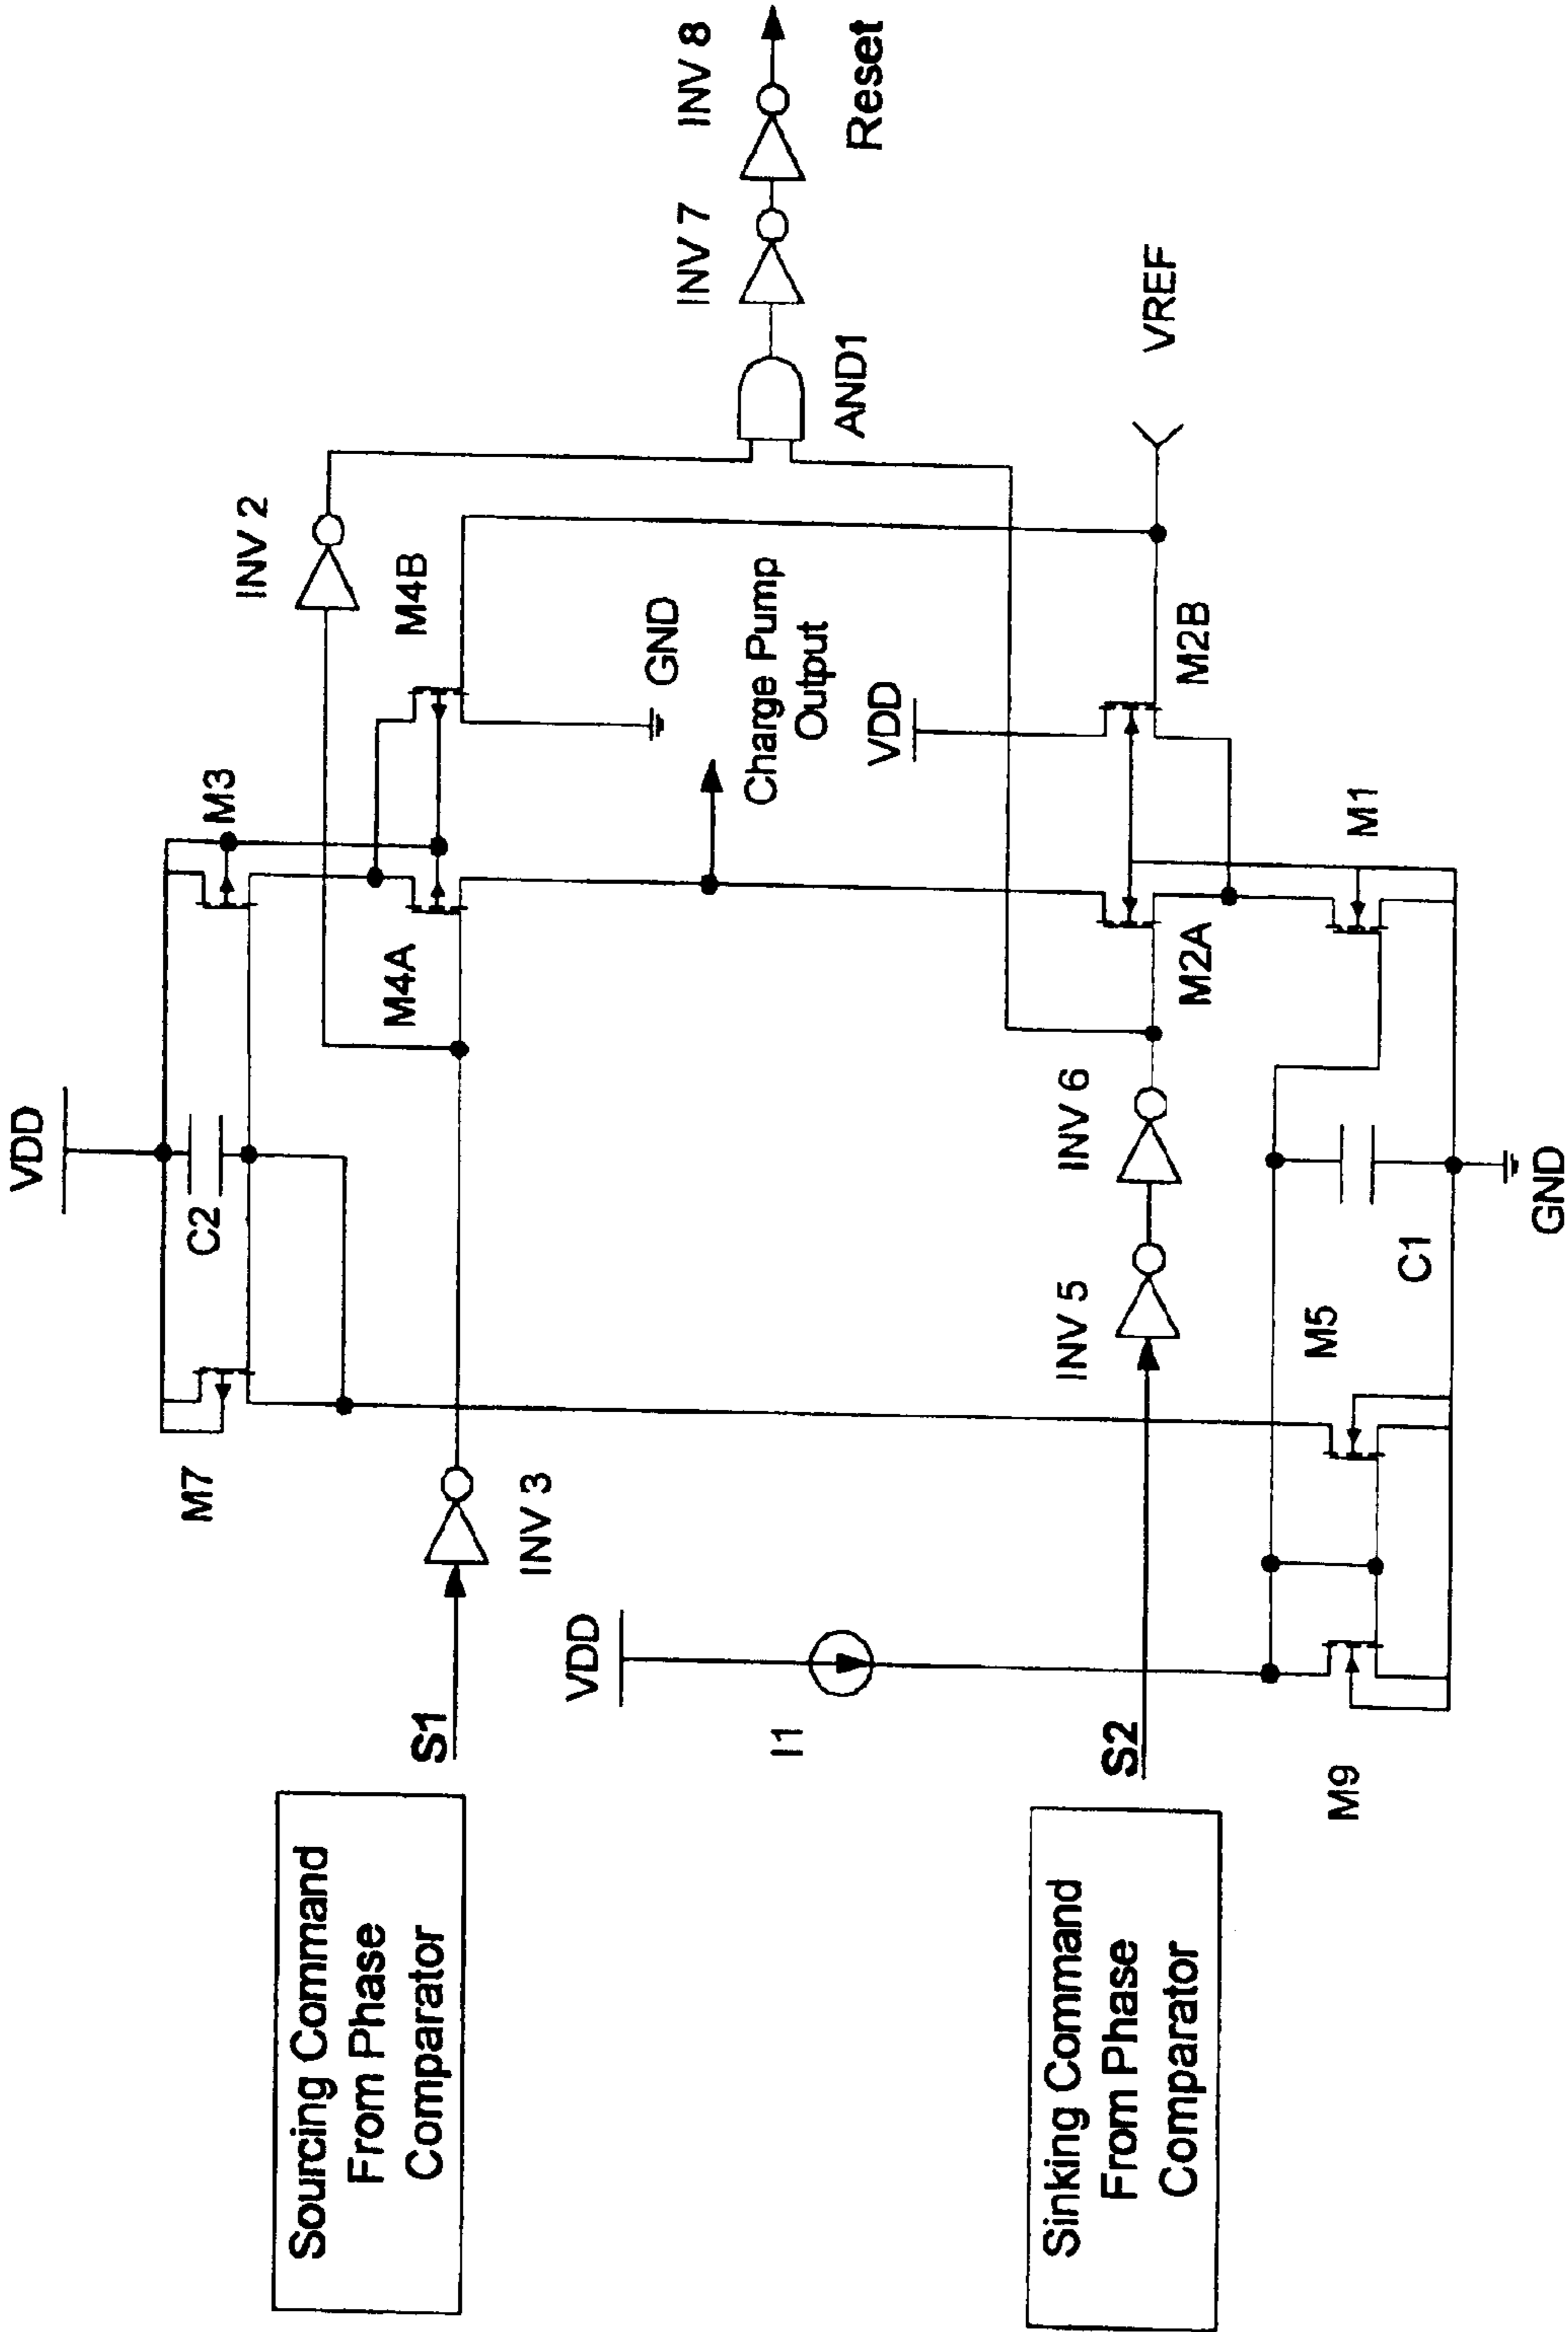 Sourcing Command
From Phase
Comparator
S1
INV 3
M7
VDD
C2
M3
M4A
M4B
INV 2
GND
Charge Pump
Output
AND1
INV 7
INV 8
Reset
VDD
I1
Sinking Command
From Phase
Comparator
S2
INV 5
INV 6
M2A
VDD
M2B
VREF
M9
M5
C1
M1
GND